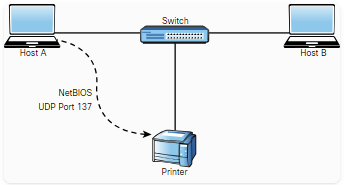 Switch
Host A
Host B
NetBIOS
UDP Port 137
Printer